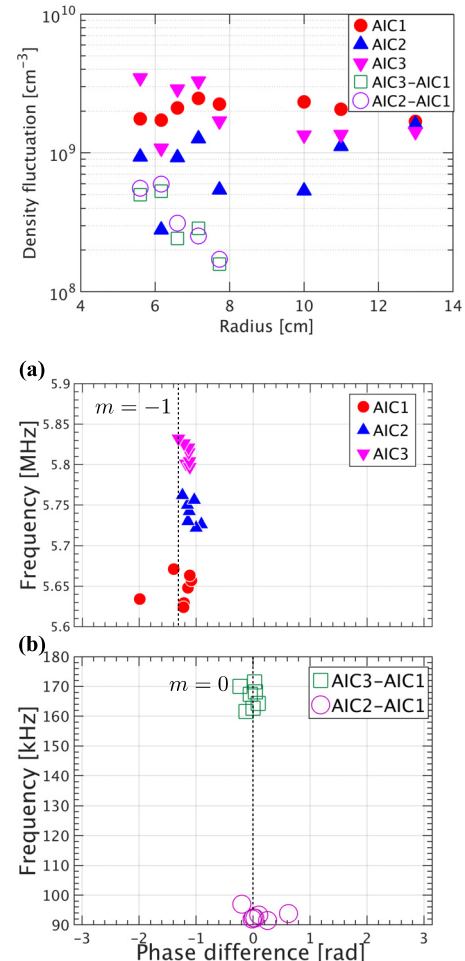 10^10
AIC1
AIC2
AIC3
AIC3−AIC1
AIC2−AIC1
Density fluctuation [cm^−3]
10^9
10^8
4 6 8 10 12 14
Radius [cm]
(a)
5.9
m = −1
AIC1
AIC2
AIC3
5.85
5.8
5.75
5.7
5.65
5.6
Frequency [MHz]
(b)
180
m = 0
AIC3−AIC1
AIC2−AIC1
170
160
150
140
130
120
110
100
90
Frequency [kHz]
−3 −2 −1 0 1 2 3
Phase difference [rad]